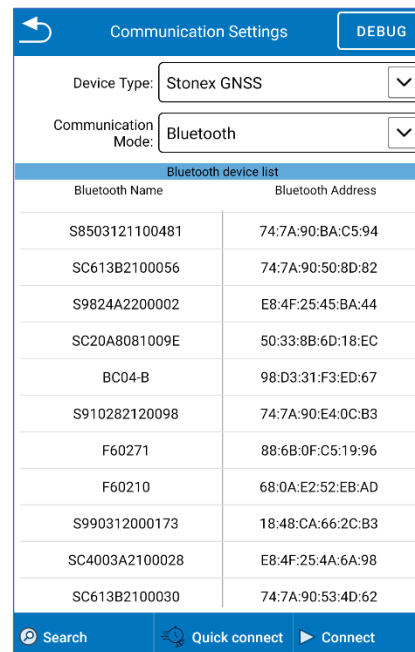 Communication Settings DEBUG
Device Type: Stonex GNSS
Communication
Mode: Bluetooth
Bluetooth device list
Bluetooth Name Bluetooth Address
S8503121100481 74:7A:90:BA:C5:94
SC613B2100056 74:7A:90:50:8D:82
S9824A2200002 E8:4F:25:45:BA:44
SC20A8081009E 50:33:8B:6D:18:EC
BC04-B 98:D3:31:F3:ED:67
S910282120098 74:7A:90:E4:0C:B3
F60271 88:6B:0F:C5:19:96
F60210 68:0A:E2:52:EB:AD
S990312000173 18:48:CA:66:2C:B3
SC4003A2100028 E8:4F:25:4A:6A:98
SC613B2100030 74:7A:90:53:4D:62
Search Quick connect Connect